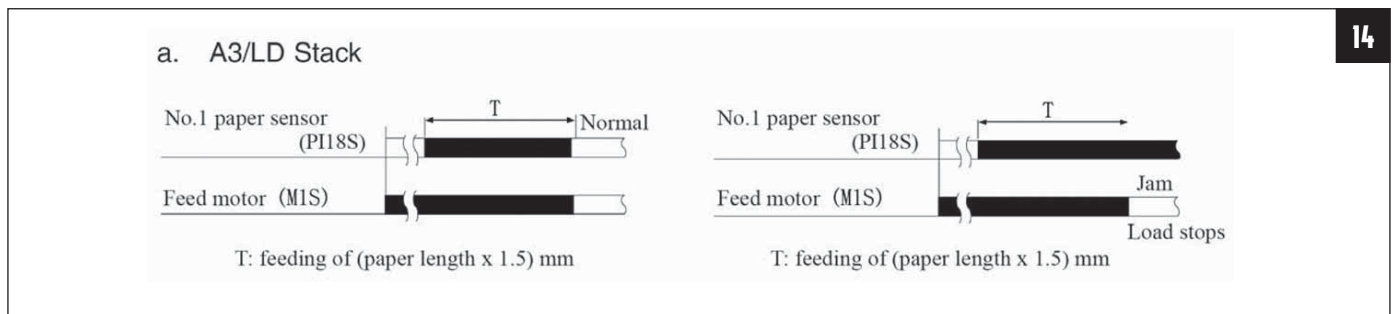 14
a. A3/LD Stack
No.1 paper sensor
(PI18S)
T
Normal
Feed motor (M1S)
T: feeding of (paper length x 1.5) mm
No.1 paper sensor
(PI18S)
T
Feed motor (M1S)
Jam
Load stops
T: feeding of (paper length x 1.5) mm